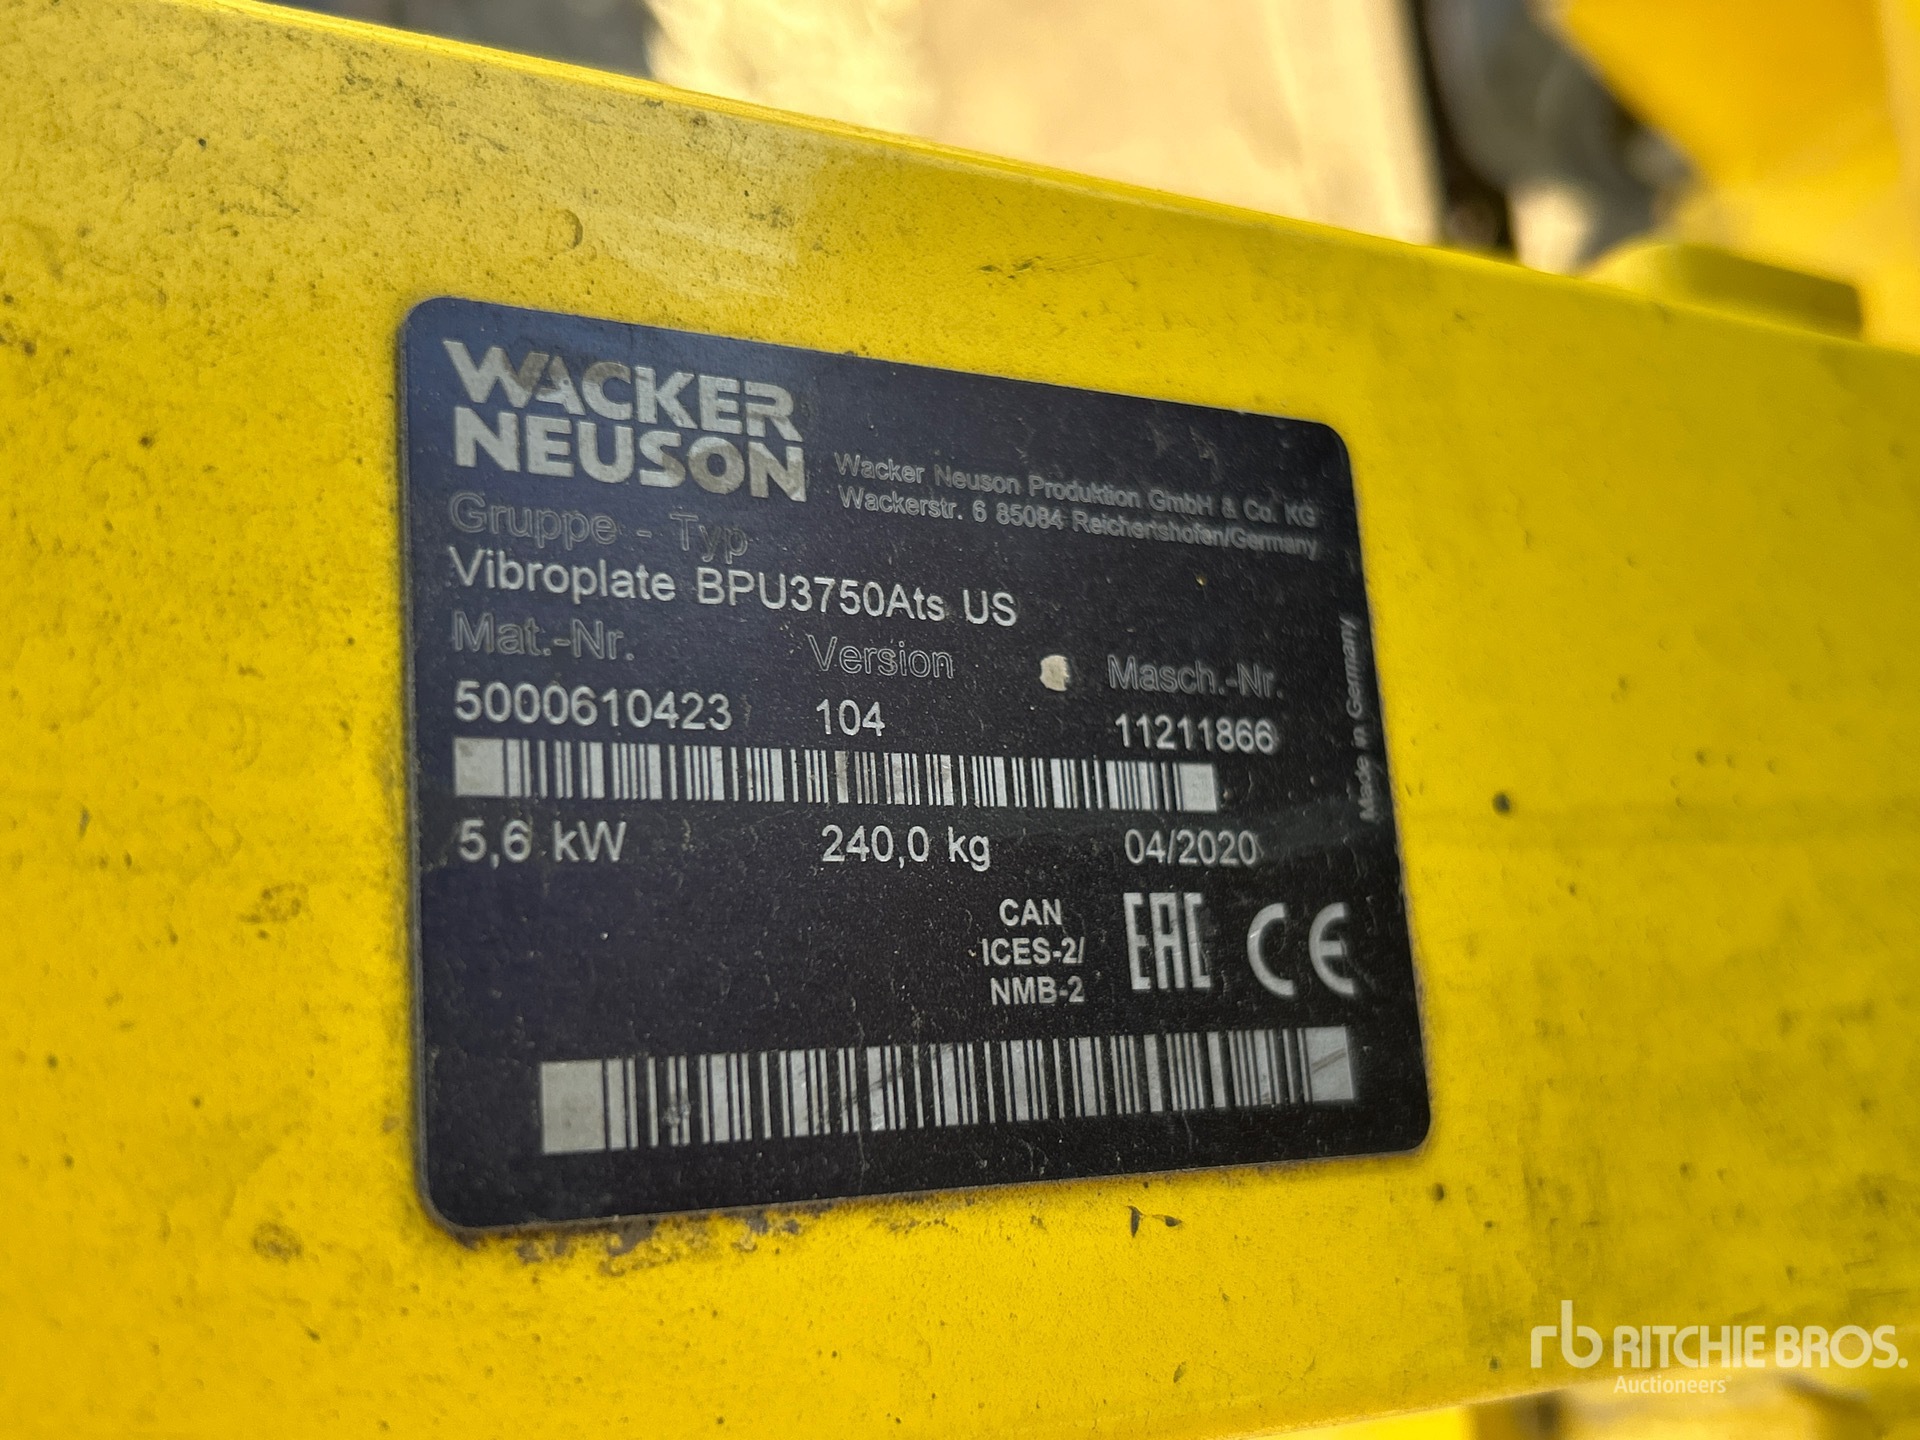 WACKER
NEUSON
Wacker Neuson Produktion GmbH & Co. KG
Wackerstr. 6 85084 Reichertshofen/Germany
Gruppe - Typ
Vibroplate BPU3750Ats US
Mat.-Nr. Version Masch.-Nr.
5000610423 104 11211866
5,6 kW 240,0 kg 04/2020
Made in Germany
CAN
ICES-2/
NMB-2
EAC CE
rb RITCHIE BROS.
Auctioneers